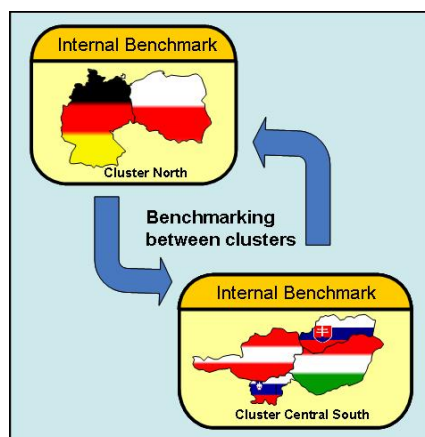 Internal Benchmark
Cluster North
Benchmarking
between clusters
Internal Benchmark
Cluster Central South